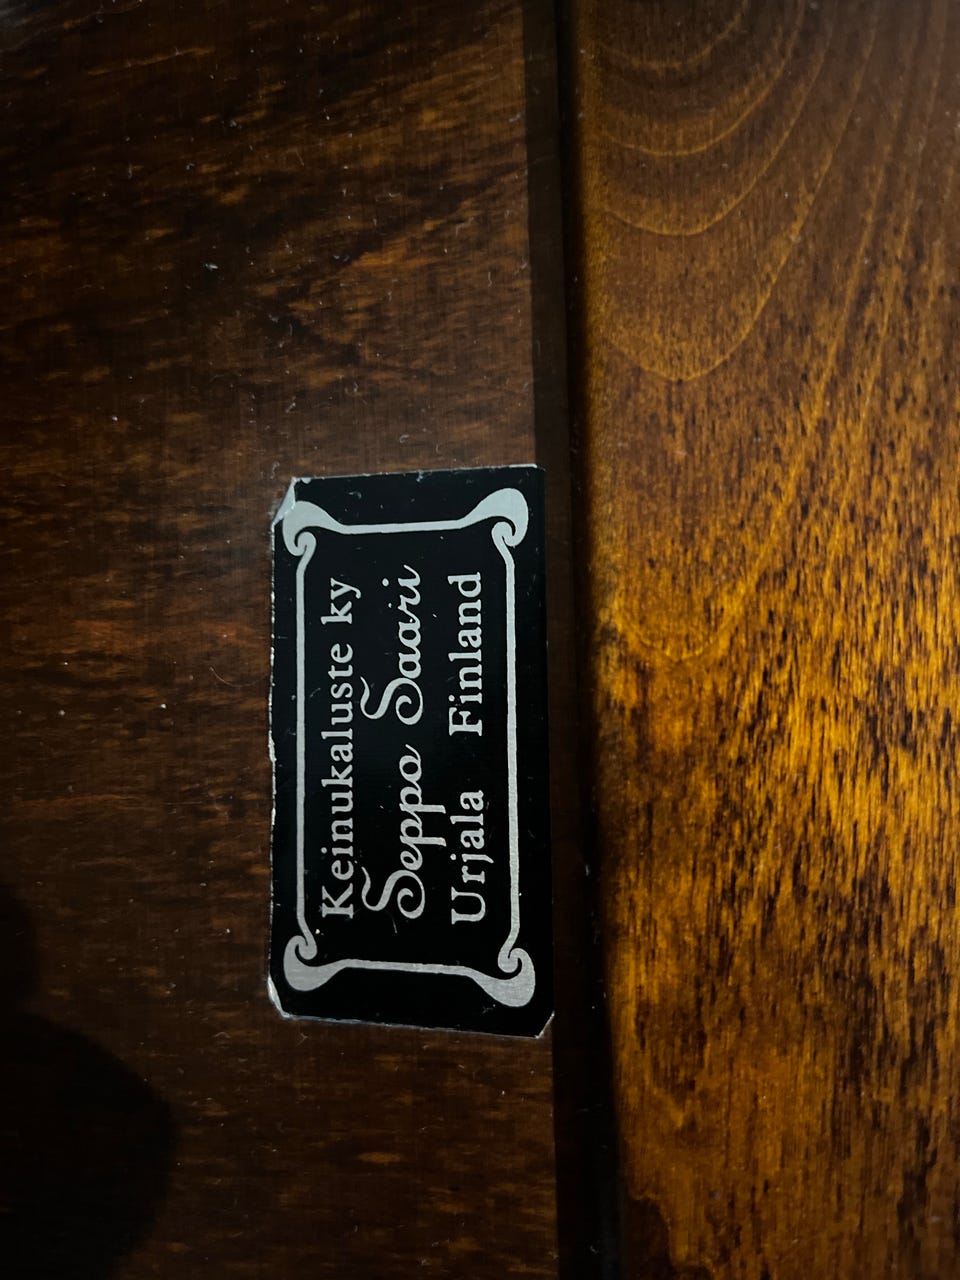 Keinukaluste ky
Seppo Saari
Urjala Finland